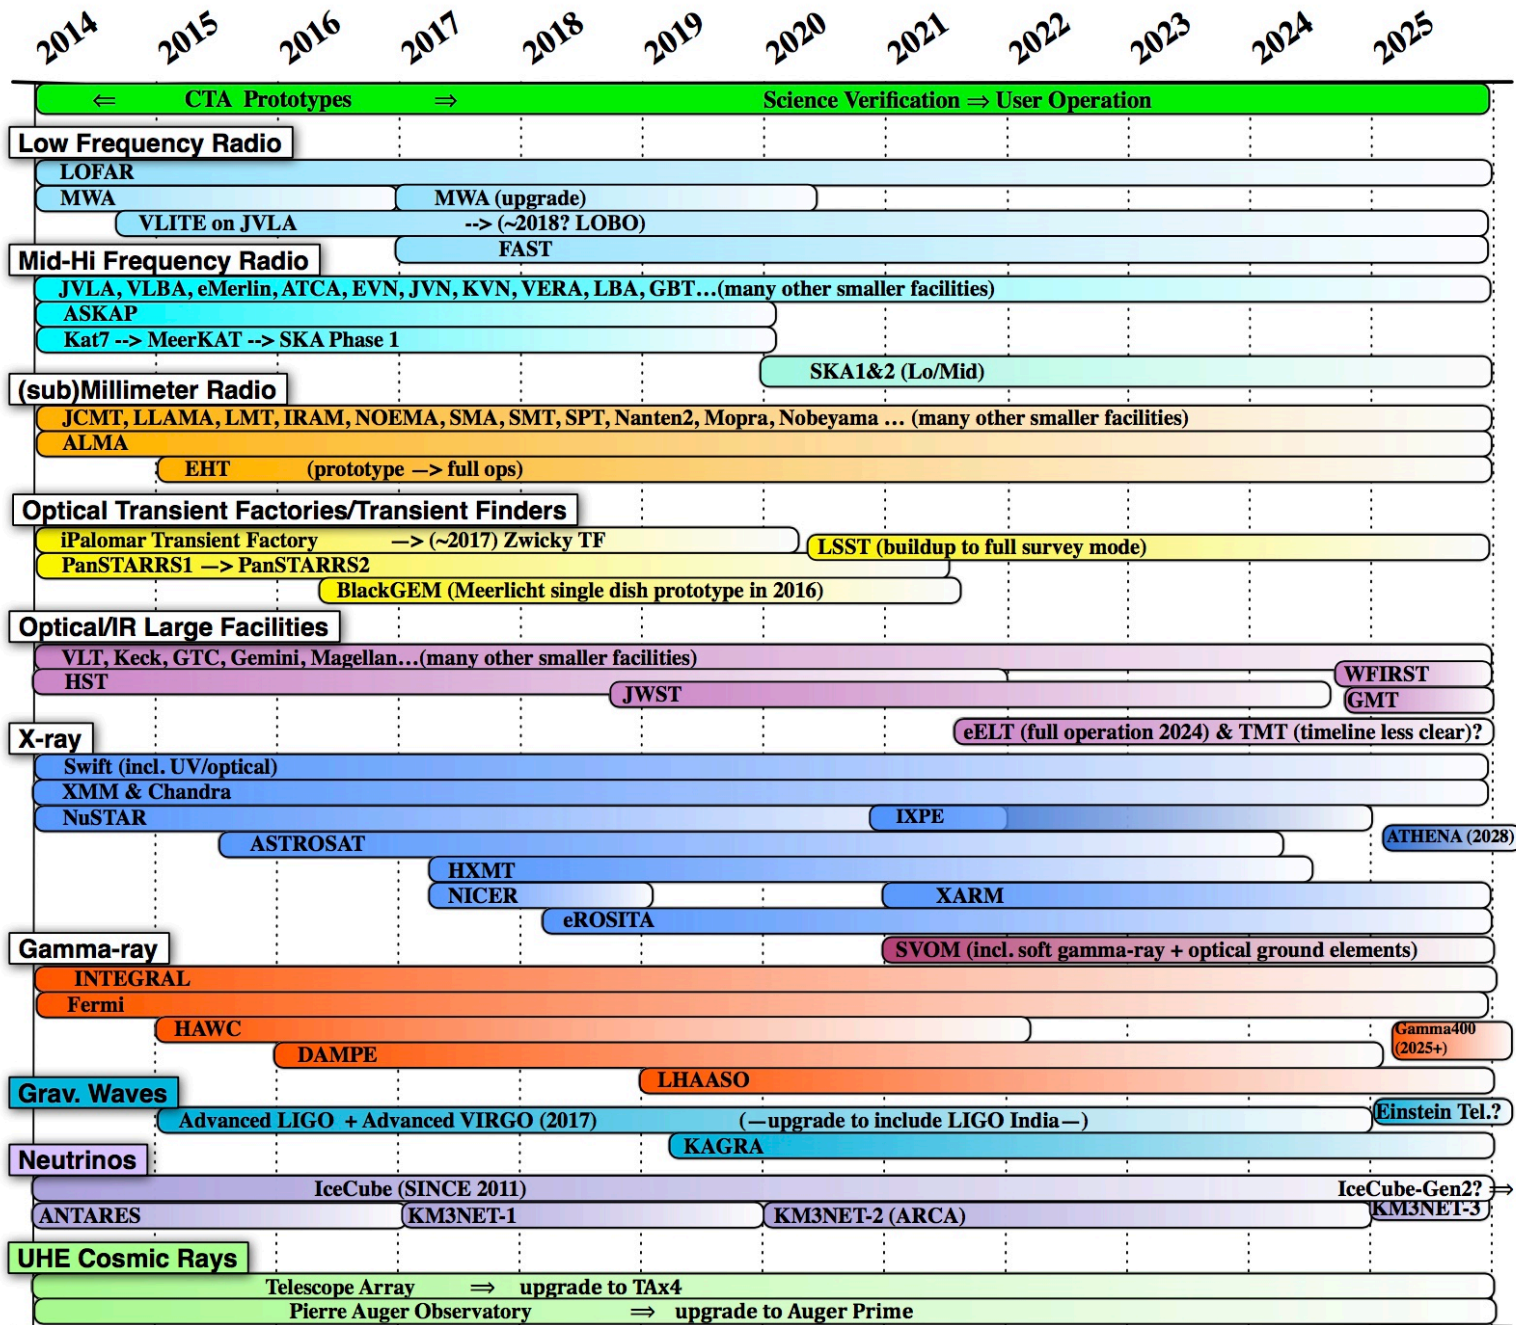 2014 2015 2016 2017 2018 2019 2020 2021 2022 2023 2024 2025
⇐ CTA Prototypes ⇒ Science Verification ⇒ User Operation
Low Frequency Radio
LOFAR
MWA MWA (upgrade)
VLITE on JVLA --> (~2018? LOBO)
FAST
Mid-Hi Frequency Radio
JVLA, VLBA, eMerlin, ATCA, EVN, JVN, KVN, VERA, LBA, GBT...(many other smaller facilities)
ASKAP
Kat7 --> MeerKAT --> SKA Phase 1
SKA1&2 (Lo/Mid)
(sub)Millimeter Radio
JCMT, LLAMA, LMT, IRAM, NOEMA, SMA, SMT, SPT, Nanten2, Mopra, Nobeyama ... (many other smaller facilities)
ALMA
EHT (prototype —> full ops)
Optical Transient Factories/Transient Finders
iPalomar Transient Factory —> (~2017) Zwicky TF
LSST (buildup to full survey mode)
PanSTARRS1 —> PanSTARRS2
BlackGEM (Meerlicht single dish prototype in 2016)
Optical/IR Large Facilities
VLT, Keck, GTC, Gemini, Magellan...(many other smaller facilities)
WFIRST
HST
JWST
GMT
eELT (full operation 2024) & TMT (timeline less clear)?
X-ray
Swift (incl. UV/optical)
XMM & Chandra
NuSTAR IXPE
ATHENA (2028)
ASTROSAT
HXMT
NICER XARM
eROSITA
Gamma-ray
SVOM (incl. soft gamma-ray + optical ground elements)
INTEGRAL
Fermi
HAWC
Gamma400
(2025+)
DAMPE
LHAASO
Grav. Waves
Einstein Tel.?
Advanced LIGO + Advanced VIRGO (2017) (—upgrade to include LIGO India—)
KAGRA
Neutrinos
IceCube (SINCE 2011) IceCube-Gen2? ⇒
ANTARES KM3NET-1 KM3NET-2 (ARCA) KM3NET-3
UHE Cosmic Rays
Telescope Array ⇒ upgrade to TAx4
Pierre Auger Observatory ⇒ upgrade to Auger Prime